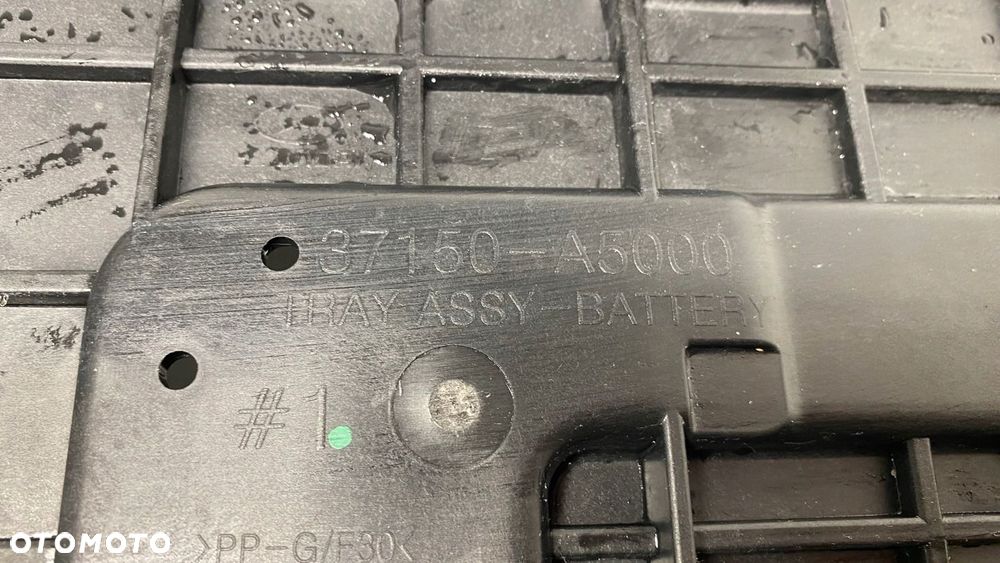 37150-A5000
TRAY ASSY-BATTERY
#1
>PP-G/F30<
OTOMOTO